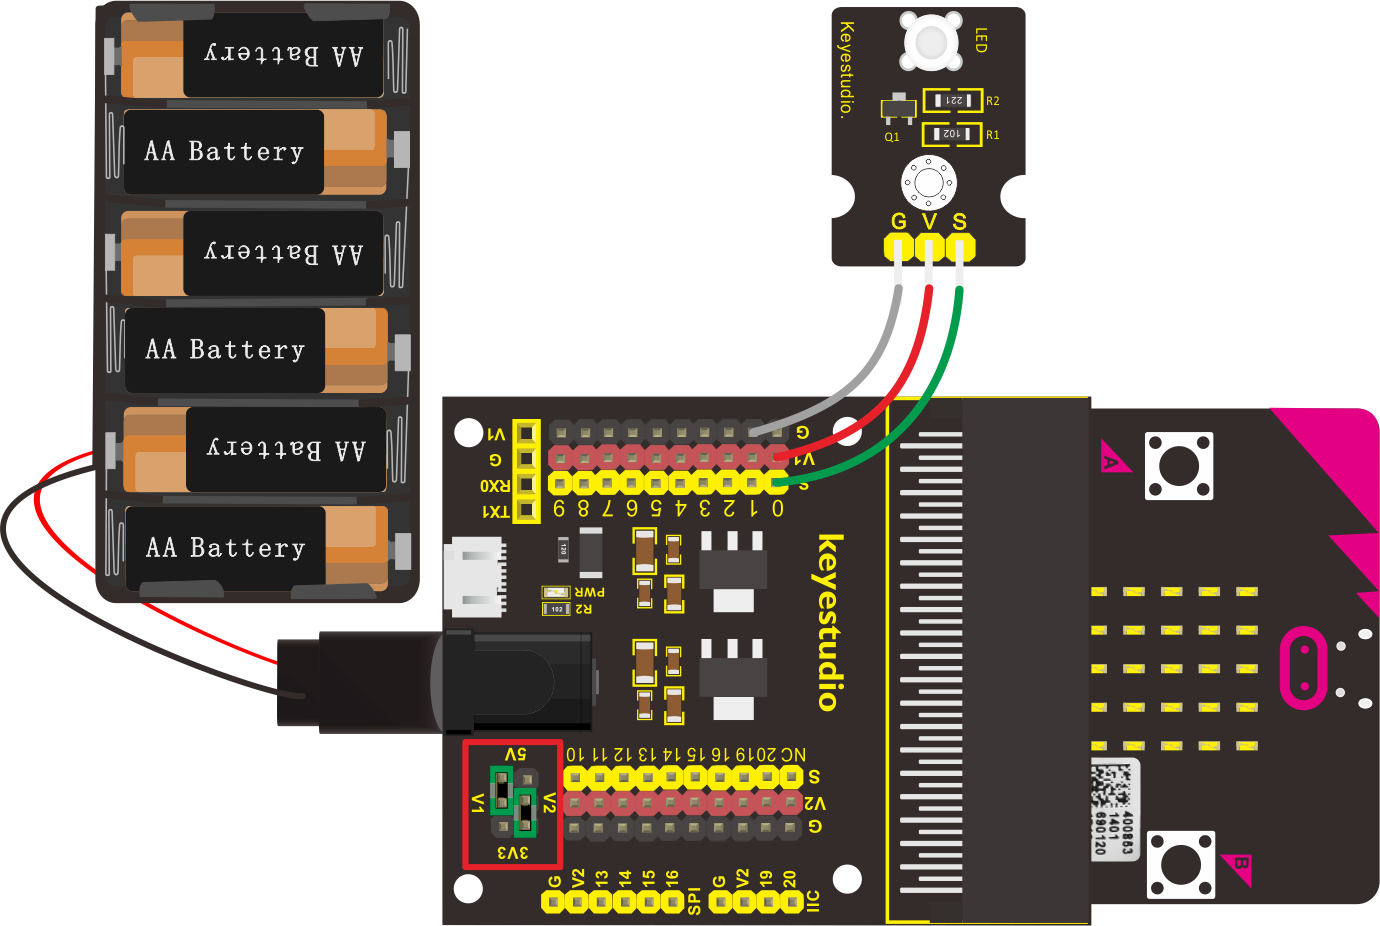 AA Battery
AA Battery
AA Battery
AA Battery
AA Battery
AA Battery
Keyestudio.
LED
221
R2
102
R1
Q1
G V S
V1
G
RX0
TX1
G
V1
S
9 8 7 6 5 4 3 2 1 0
120
PWR
102
R2
keyestudio
5V
V1
V2
3V3
10 11 12 13 14 15 16 19 20 NC
S
V2
G
G V2 13 14 15 16
SPI
G V2 19 20
IIC
A
B
400863
1401
690120